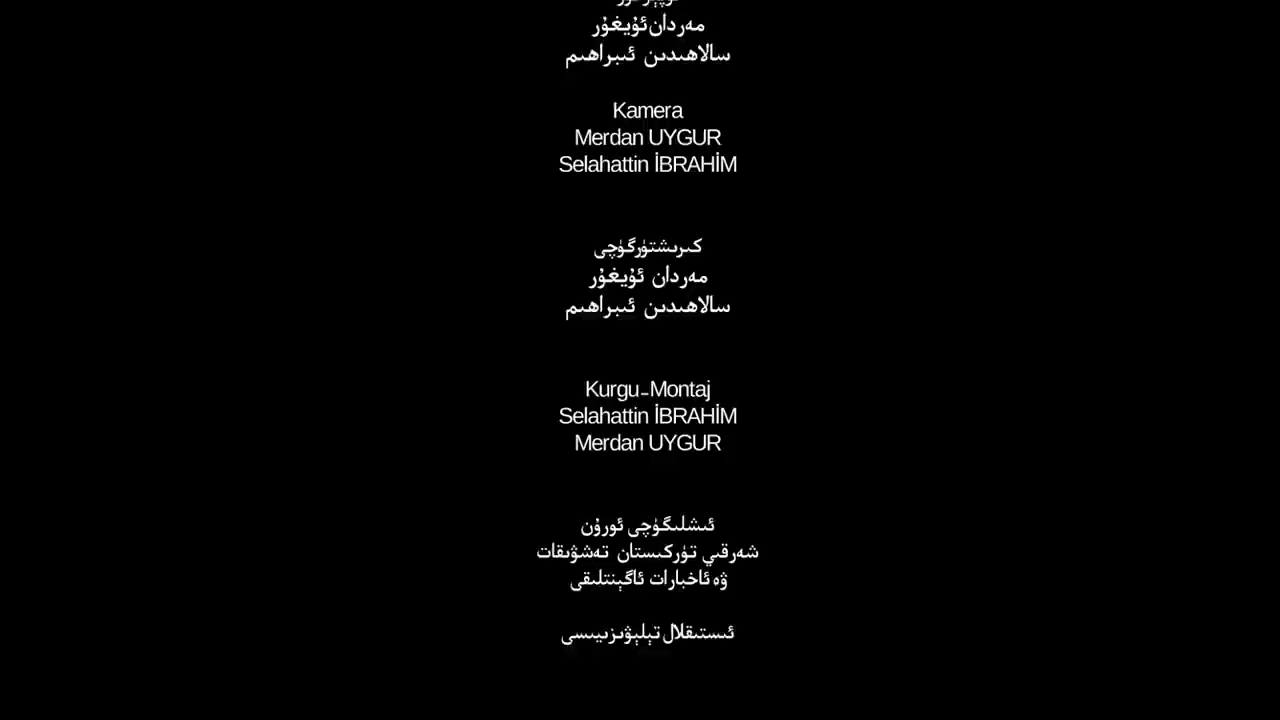 مەردان ئۇيغۇر
سالاھىدىن ئىبراھىم
Kamera
Merdan UYGUR
Selahattin İBRAHİM
كىرىشتۈرگۈچى
مەردان ئۇيغۇر
سالاھىدىن ئىبراھىم
Kurgu-Montaj
Selahattin İBRAHİM
Merdan UYGUR
ئىشلىگۈچى ئورۇن
شەرقىي تۈركىستان تەشۋىقات
ۋە ئاخبارات ئاگېنتلىقى
ئىستىقلال تېلېۋىزىيىسى